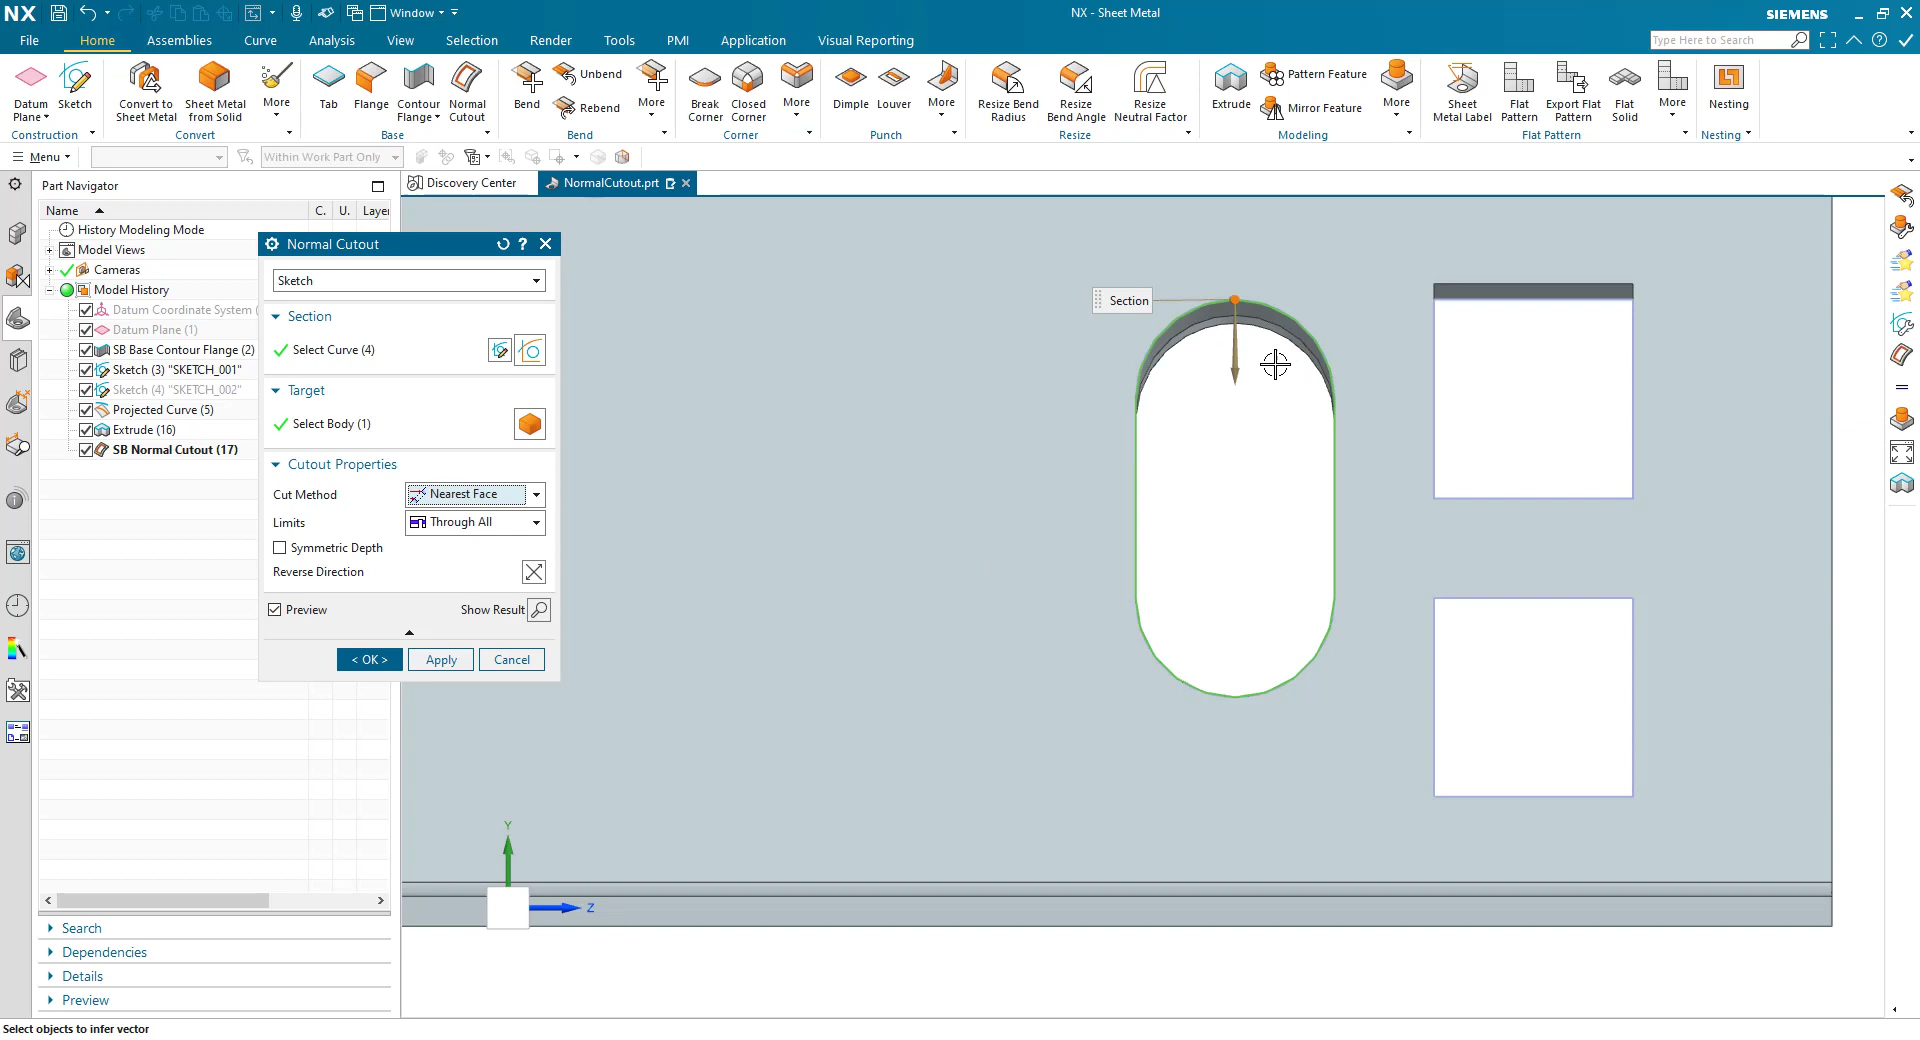 NX
Window
NX - Sheet Metal
SIEMENS
File
Home
Assemblies
Curve
Analysis
View
Selection
Render
Tools
PMI
Application
Visual Reporting
Type Here to Search
Datum Plane
Sketch
Construction
Convert to Sheet Metal
Sheet Metal from Solid
More
Convert
Tab
Flange
Contour Flange
Normal Cutout
Base
Bend
Unbend
Rebend
More
Bend
Break Corner
Closed Corner
More
Corner
Dimple
Louver
More
Punch
Resize Bend Radius
Resize Bend Angle
Resize Neutral Factor
Resize
Extrude
Pattern Feature
Mirror Feature
More
Modeling
Sheet Metal Label
Flat Pattern
Export Flat Pattern
Flat Solid
More
Flat Pattern
Nesting
Nesting
Menu
Within Work Part Only
Part Navigator
Discovery Center
NormalCutout.prt
Name
C.
U.
Layer
History Modeling Mode
Model Views
Cameras
Model History
Datum Coordinate System (
Datum Plane (1)
SB Base Contour Flange (2)
Sketch (3) "SKETCH_001"
Sketch (4) "SKETCH_002"
Projected Curve (5)
Extrude (16)
SB Normal Cutout (17)
Normal Cutout
?
Sketch
Section
Select Curve (4)
Target
Select Body (1)
Cutout Properties
Cut Method
Nearest Face
Limits
Through All
Symmetric Depth
Reverse Direction
Preview
Show Result
< OK >
Apply
Cancel
Section
Y
Z
Search
Dependencies
Details
Preview
Select objects to infer vector